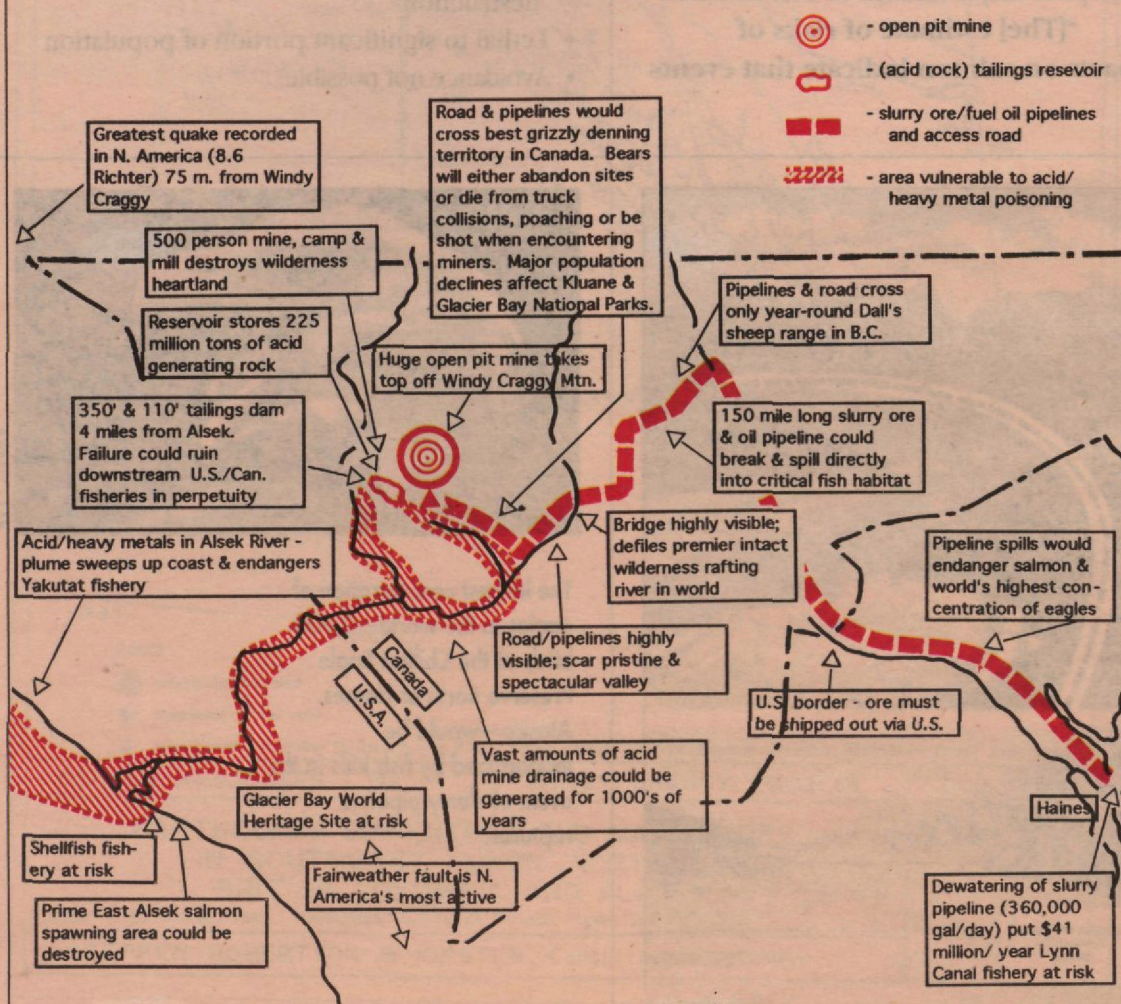 - open pit mine
- (acid rock) tailings resevoir
- slurry ore/fuel oil pipelines
and access road
- area vulnerable to acid/
heavy metal poisoning
Greatest quake recorded
in N. America (8.6
Richter) 75 m. from Windy
Craggy
Road & pipelines would
cross best grizzly denning
territory in Canada. Bears
will either abandon sites
or die from truck
collisions, poaching or be
shot when encountering
miners. Major population
declines affect Kluane &
Glacier Bay National Parks.
500 person mine, camp &
mill destroys wilderness
heartland
Reservoir stores 225
million tons of acid
generating rock
Huge open pit mine takes
top off Windy Craggy Mtn.
Pipelines & road cross
only year-round Dall's
sheep range in B.C.
350' & 110' tailings dam
4 miles from Alsek.
Failure could ruin
downstream U.S./Can.
fisheries in perpetuity
150 mile long slurry ore
& oil pipeline could
break & spill directly
into critical fish habitat
Acid/heavy metals in Alsek River -
plume sweeps up coast & endangers
Yakutat fishery
Bridge highly visible;
defiles premier intact
wilderness rafting
river in world
Pipeline spills would
endanger salmon &
world's highest con-
centration of eagles
Road/pipelines highly
visible; scar pristine &
spectacular valley
Canada
U.S.A.
U.S. border - ore must
be shipped out via U.S.
Vast amounts of acid
mine drainage could be
generated for 1000's of
years
Glacier Bay World
Heritage Site at risk
Haines
Shellfish fish-
ery at risk
Fairweather fault is N.
America's most active
Prime East Alsek salmon
spawning area could be
destroyed
Dewatering of slurry
pipeline (360,000
gal/day) put $41
million/ year Lynn
Canal fishery at risk